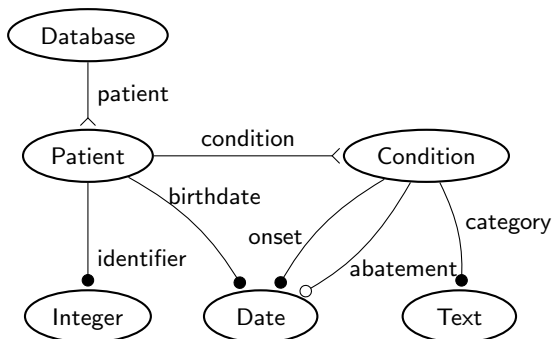 Database
patient
Patient
condition
Condition
birthdate
onset
category
identifier
abatement
Integer
Date
Text